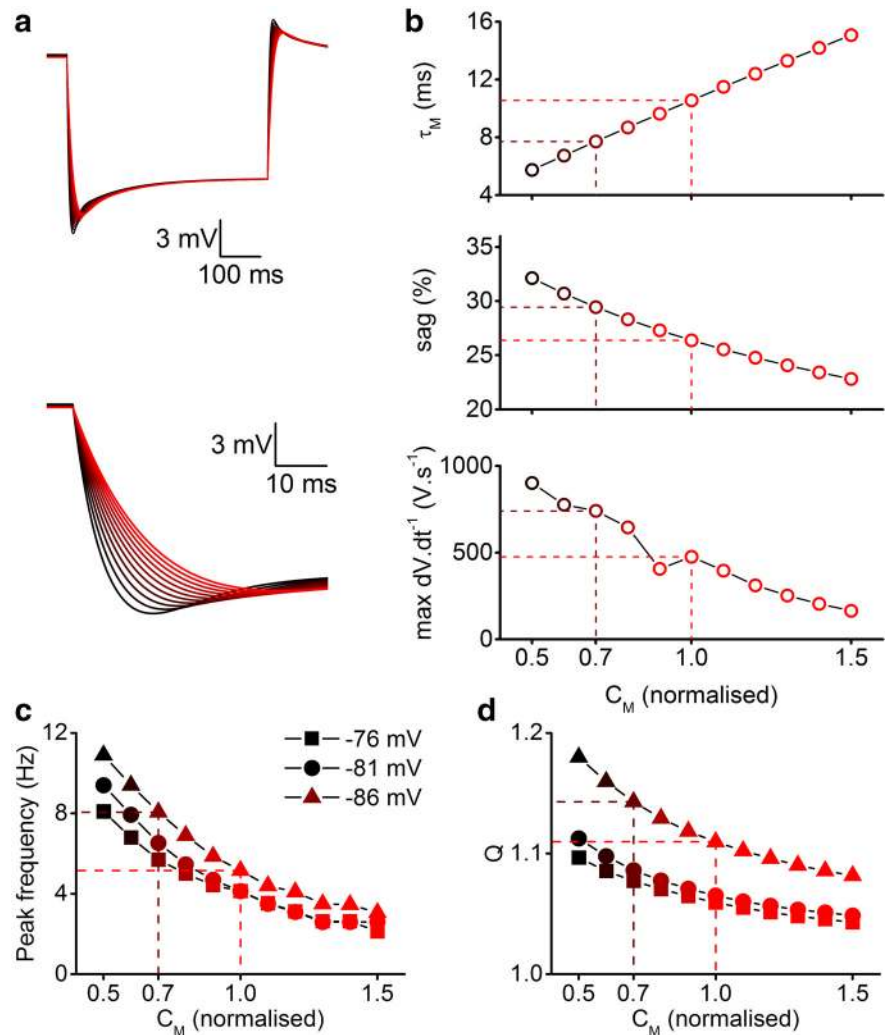 a
3 mV
100 ms
3 mV
10 ms
b
τM (ms)
16
12
8
4
sag (%)
35
30
25
20
max dV.dt-1 (V.s-1)
1000
500
0
0.5 0.7 1.0 1.5
CM (normalised)
c
Peak frequency (Hz)
12
8
4
0
-76 mV
-81 mV
-86 mV
0.5 0.7 1.0 1.5
CM (normalised)
d
Q
1.2
1.1
1.0
0.5 0.7 1.0 1.5
CM (normalised)